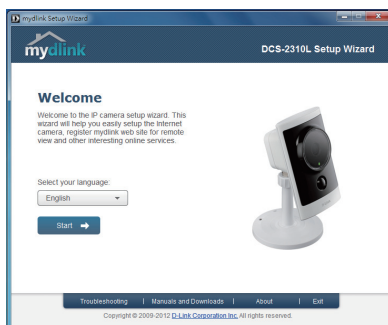 mydlink Setup Wizard
mydlink
DCS-2310L Setup Wizard
Welcome
Welcome to the IP camera setup wizard. This
wizard will help you easily setup the Internet
camera, register mydlink web site for remote
view and other interesting online services.
Select your language:
English
Start
Troubleshooting | Manuals and Downloads | About | Exit
Copyright © 2009-2012 D-Link Corporation Inc. All rights reserved.